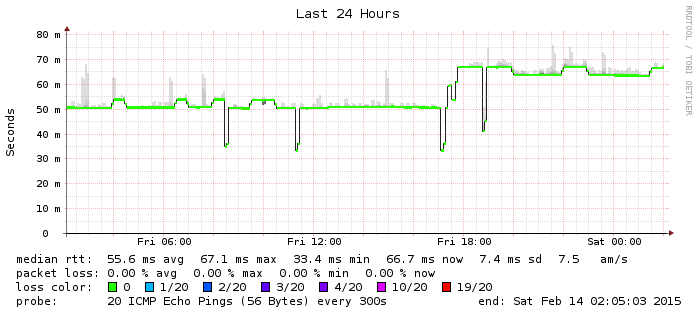 Last 24 Hours
RRDTOOL / TOBI OETIKER
Seconds
80 m
70 m
60 m
50 m
40 m
30 m
20 m
10 m
0
Fri 06:00 Fri 12:00 Fri 18:00 Sat 00:00
median rtt: 55.6 ms avg 67.1 ms max 33.4 ms min 66.7 ms now 7.4 ms sd 7.5 am/s
packet loss: 0.00 % avg 0.00 % max 0.00 % min 0.00 % now
loss color: 0 1/20 2/20 3/20 4/20 10/20 19/20
probe: 20 ICMP Echo Pings (56 Bytes) every 300s end: Sat Feb 14 02:05:03 2015